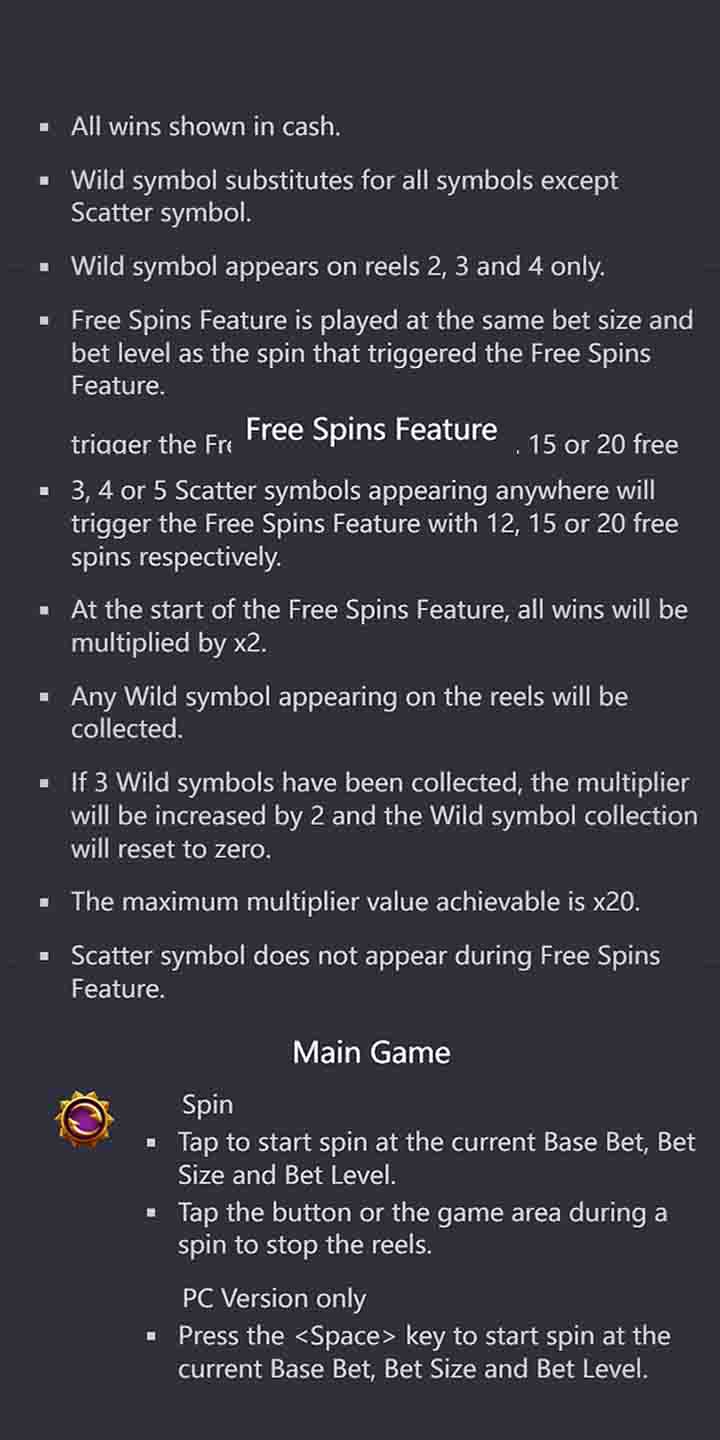 All wins shown in cash.
Wild symbol substitutes for all symbols except
Scatter symbol.
Wild symbol appears on reels 2, 3 and 4 only.
Free Spins Feature is played at the same bet size and
bet level as the spin that triggered the Free Spins
Feature.
Free Spins Feature
trigger the Fre . 15 or 20 free
3, 4 or 5 Scatter symbols appearing anywhere will
trigger the Free Spins Feature with 12, 15 or 20 free
spins respectively.
At the start of the Free Spins Feature, all wins will be
multiplied by x2.
Any Wild symbol appearing on the reels will be
collected.
If 3 Wild symbols have been collected, the multiplier
will be increased by 2 and the Wild symbol collection
will reset to zero.
The maximum multiplier value achievable is x20.
Scatter symbol does not appear during Free Spins
Feature.
Main Game
Spin
Tap to start spin at the current Base Bet, Bet
Size and Bet Level.
Tap the button or the game area during a
spin to stop the reels.
PC Version only
Press the <Space> key to start spin at the
current Base Bet, Bet Size and Bet Level.